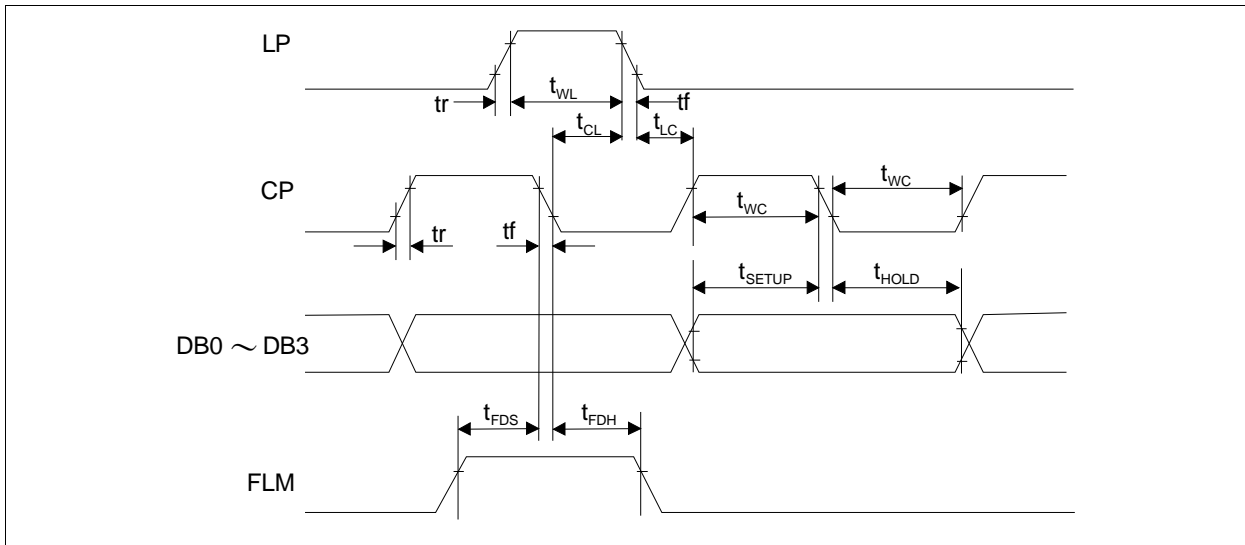 LP
tr
tWL
tf
tCL
tLC
CP
tWC
tr
tf
tWC
tSETUP
tHOLD
DB0 ～ DB3
tFDS
tFDH
FLM